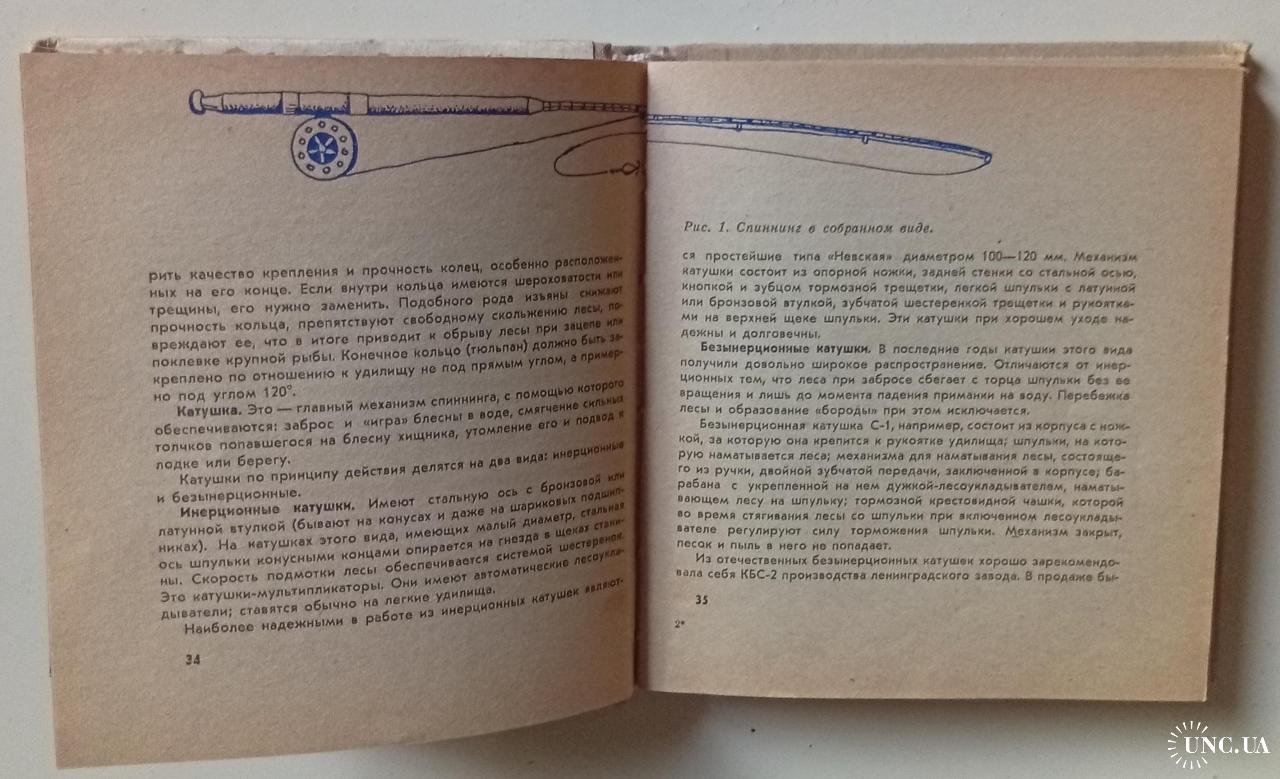 рить качество крепления и прочность колец, особенно расположен-
ных на его конце. Если внутри кольца имеются шероховатости или
трещины, его нужно заменить. Подобного рода изъяны снижают
прочность кольца, препятствуют свободному скольжению лесы, по-
вреждают ее, что в итоге приводит к обрыву лесы при зацепе или
поклевке крупной рыбы. Конечное кольцо (тюльпан) должно быть за-
креплено по отношению к удилищу не под прямым углом, а пример-
но под углом 120°.
Катушка. Это — главный механизм спиннинга, с помощью которого
обеспечиваются: заброс и «игра» блесны в воде, смягчение сильных
толчков попавшегося на блесну хищника, утомление его и подвод к
лодке или берегу.
Катушки по принципу действия делятся на два вида: инерционные
и безынерционные.
Инерционные катушки. Имеют стальную ось с бронзовой или
латунной втулкой (бывают на конусах и даже на шариковых подшип-
никах). На катушках этого вида, имеющих малый диаметр, стальная
ось шпульки конусными концами опирается на гнезда в щеках стани-
ны. Скорость подмотки лесы обеспечивается системой шестеренок.
Это катушки-мультипликаторы. Они имеют автоматические лесоукла-
дыватели; ставятся обычно на легкие удилища.
Наиболее надежными в работе из инерционных катушек являют-
34
Рис. 1. Спиннинг в собранном виде.
ся простейшие типа «Невская» диаметром 100—120 мм. Механизм
катушки состоит из опорной ножки, задней стенки со стальной осью,
кнопкой и зубцом тормозной трещетки, легкой шпульки с латунной
или бронзовой втулкой, зубчатой шестеренкой трещетки и рукоятка-
ми на верхней щеке шпульки. Эти катушки при хорошем уходе на-
дежны и долговечны.
Безынерционные катушки. В последние годы катушки этого вида
получили довольно широкое распространение. Отличаются от инер-
ционных тем, что леса при забросе сбегает с торца шпульки без ее
вращения и лишь до момента падения приманки на воду. Перебежка
лесы и образование «бороды» при этом исключается.
Безынерционная катушка С-1, например, состоит из корпуса с нож-
кой, за которую она крепится к рукоятке удилища; шпульки, на кото-
рую наматывается леса; механизма для наматывания лесы, состояще-
го из ручки, двойной зубчатой передачи, заключенной в корпусе; ба-
рабана с укрепленной на нем дужкой-лесоукладывателем, наматы-
вающем лесу на шпульку; тормозной крестовидной чашки, которой
во время стягивания лесы со шпульки при включенном лесоуклады-
вателе регулируют силу торможения шпульки. Механизм закрыт,
песок и пыль в него не попадает.
Из отечественных безынерционных катушек хорошо зарекомендо-
вала себя КБС-2 производства ленинградского завода. В продаже бы-
35
2*
UNC.UA